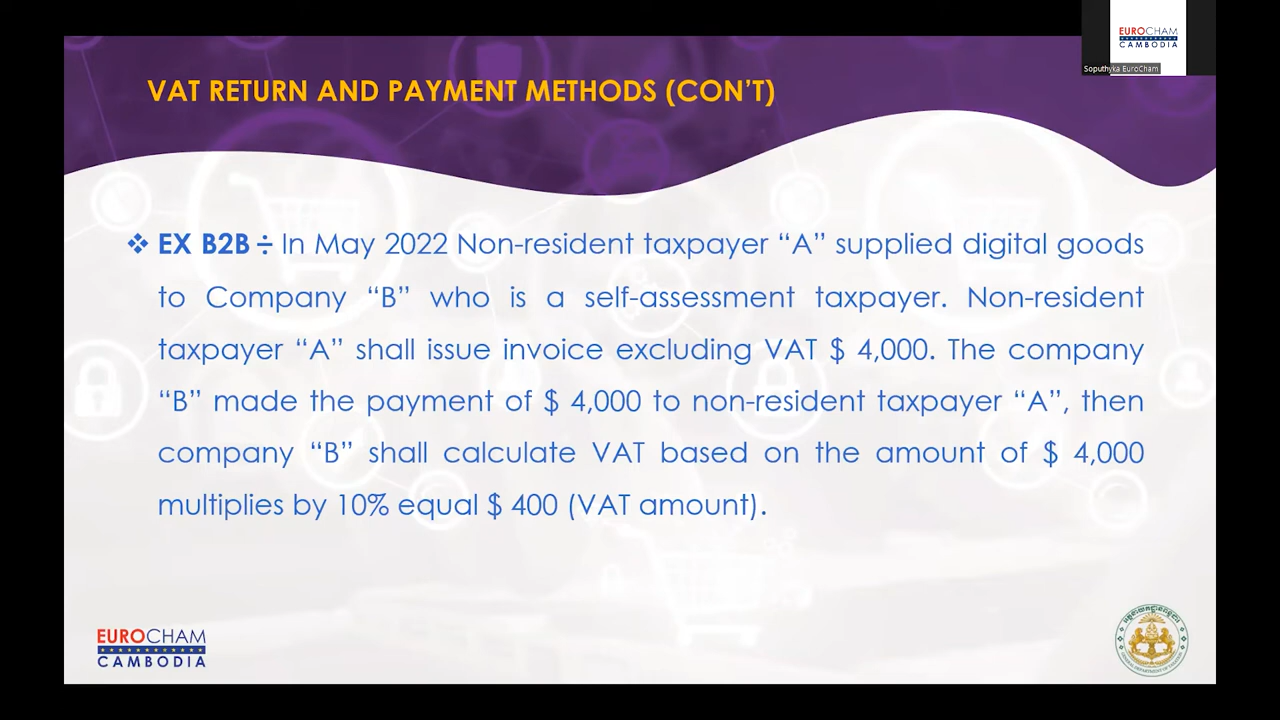 EUROCHAM
CAMBODIA
Soputhyka EuroCham
VAT RETURN AND PAYMENT METHODS (CON’T)
❖ EX B2B ÷ In May 2022 Non-resident taxpayer “A” supplied digital goods
to Company “B” who is a self-assessment taxpayer. Non-resident
taxpayer “A” shall issue invoice excluding VAT $ 4,000. The company
“B” made the payment of $ 4,000 to non-resident taxpayer “A”, then
company “B” shall calculate VAT based on the amount of $ 4,000
multiplies by 10% equal $ 400 (VAT amount).
EUROCHAM
CAMBODIA